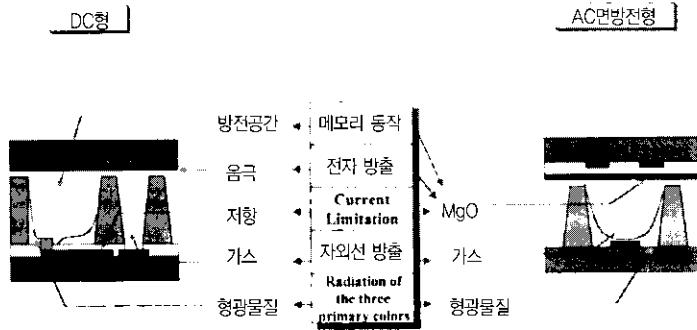 DC형
AC면방전형
방전공간
메모리 동작
음극
전자 방출
저항
Current
Limitation
MgO
가스
자외선 방출
가스
형광물질
Radiation of
the three
primary colors
형광물질